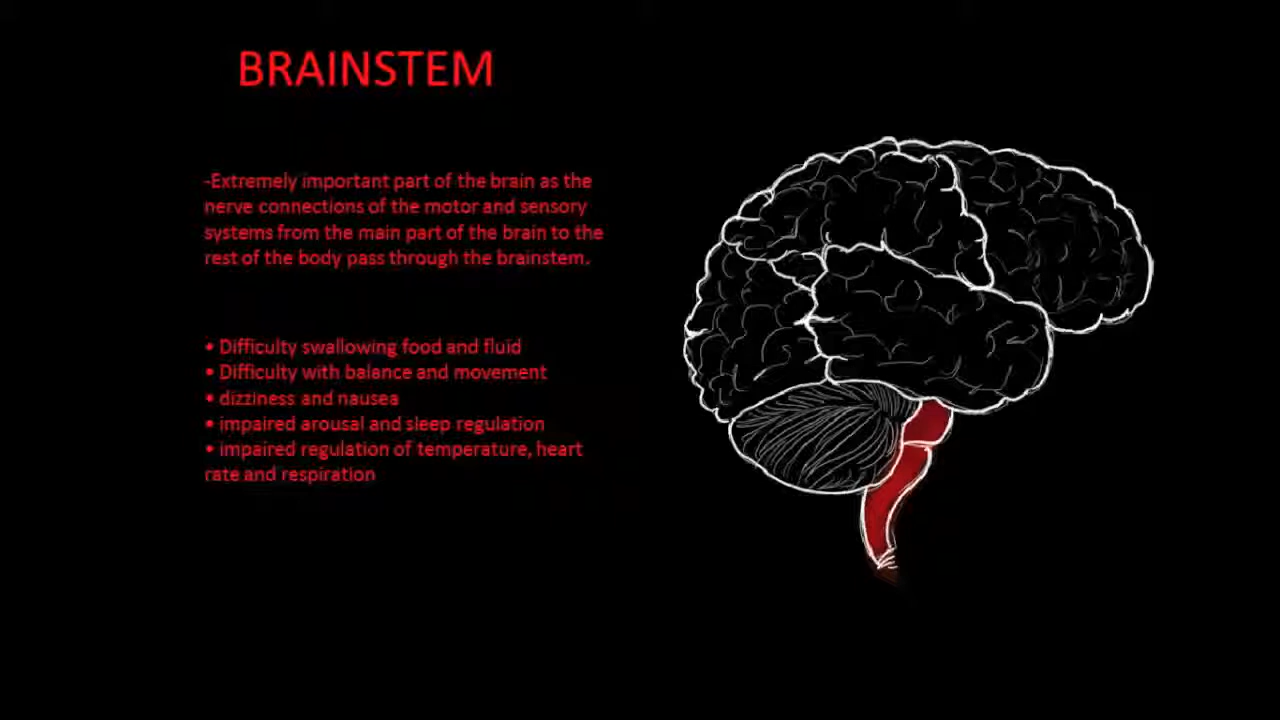 BRAINSTEM
-Extremely important part of the brain as the
nerve connections of the motor and sensory
systems from the main part of the brain to the
rest of the body pass through the brainstem.
• Difficulty swallowing food and fluid
• Difficulty with balance and movement
• dizziness and nausea
• impaired arousal and sleep regulation
• impaired regulation of temperature, heart
rate and respiration